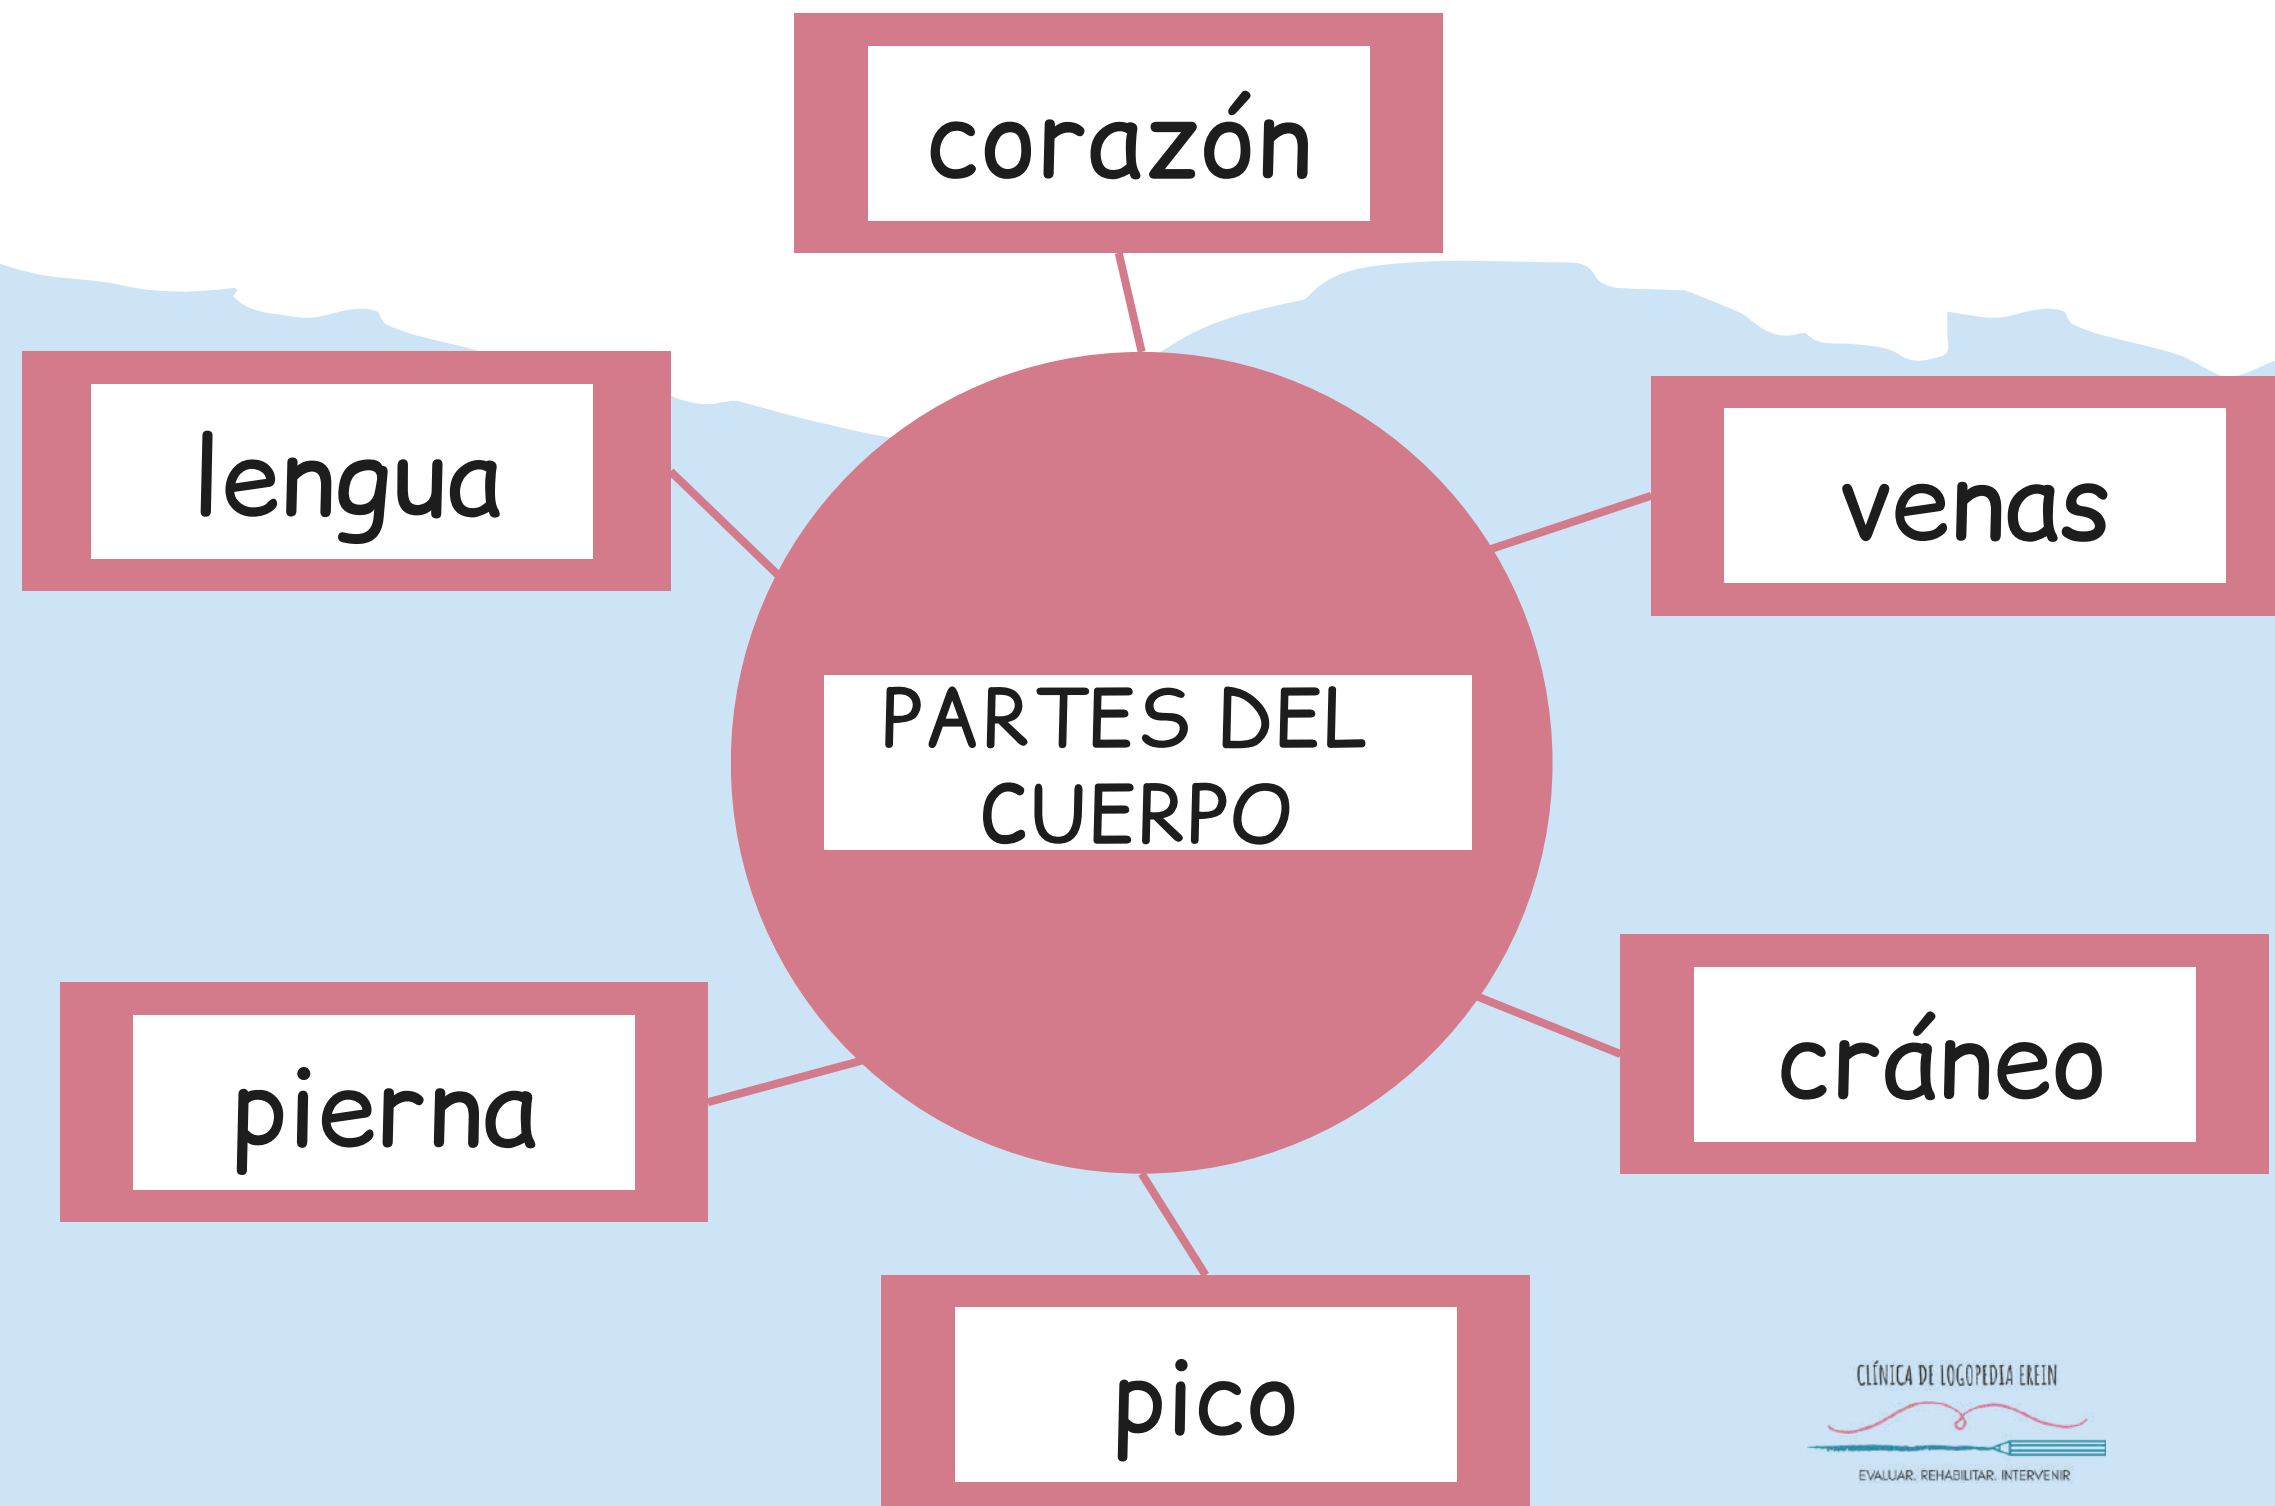 corazón
lengua
venas
PARTES DEL
CUERPO
cráneo
pierna
pico
CLÍNICA DE LOGOPEDIA EREIN
EVALUAR. REHABILITAR. INTERVENIR